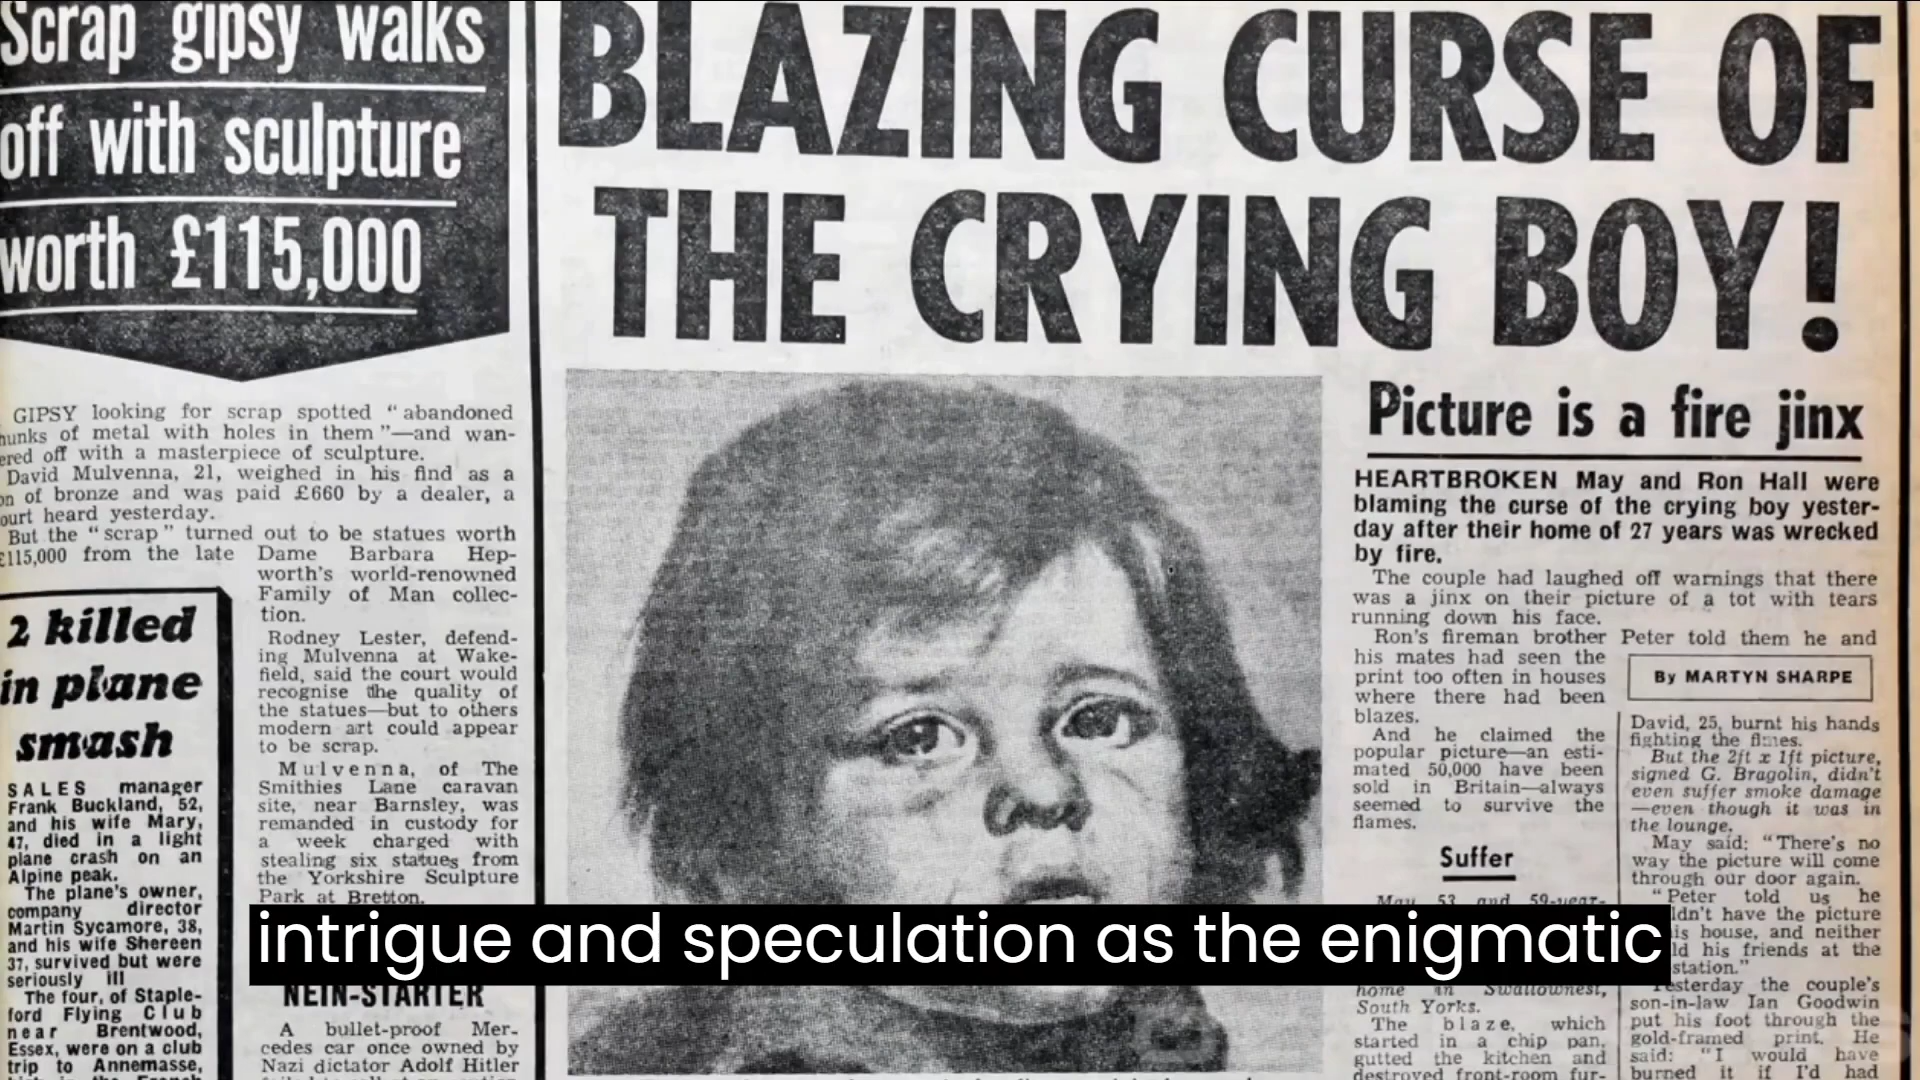 Scrap gipsy walks
off with sculpture
worth £115,000
GIPSY looking for scrap spotted "abandoned
of metal with holes in them"—and wan-
off with a masterpiece of sculpture.
David Mulvenna, 21, weighed in his find as a
of bronze and was paid £660 by a dealer, a
heard yesterday.
But the "scrap" turned out to be statues worth
£115,000 from the late Dame Barbara Hep-
worth's world-renowned
Family of Man collec-
tion.
Rodney Lester, defend-
ing Mulvenna at Wake-
field, said the court would
recognise the quality of
the statues—but to others
modern art could appear
to be scrap.
Mulvenna, of The
Smithies Lane caravan
site, near Barnsley, was
remanded in custody for
a week charged with
stealing six statues from
the Yorkshire Sculpture
Park at Bretton.
2 killed
in plane
smash
SALES manager
Frank Buckland, 52,
and his wife Mary,
47, died in a light
plane crash on an
Alpine peak.
The plane's owner,
company director
Martin Sycamore, 38,
and his wife Shereen
37, survived but were
seriously ill
The four, of Staple-
ford Flying Club
near Brentwood,
Essex, were on a club
trip to Annemasse,
NEIN-STARTER
A bullet-proof Mer-
cedes car once owned by
Nazi dictator Adolf Hitler
BLAZING CURSE OF
THE CRYING BOY!
Picture is a fire jinx
HEARTBROKEN May and Ron Hall were
blaming the curse of the crying boy yester-
day after their home of 27 years was wrecked
by fire.
The couple had laughed off warnings that there
was a jinx on their picture of a tot with tears
running down his face.
Ron's fireman brother Peter told them he and
his mates had seen the
print too often in houses
where there had been
blazes.
And he claimed the
popular picture—an esti-
mated 50,000 have been
sold in Britain—always
seemed to survive the
flames.
Suffer
May 53 and 59-year-
home in Swallownest,
South Yorks.
The blaze, which
started in a chip pan,
gutted the kitchen and
destroyed front-room fur-
By MARTYN SHARPE
David, 25, burnt his hands
fighting the flames.
But the 2ft x 1ft picture,
signed G. Bragolin, didn't
even suffer smoke damage
—even though it was in
the lounge.
May said: "There's no
way the picture will come
through our door again.
"Peter told us he
have the picture
house, and neither
his friends at the
station."
Yesterday the couple's
son-in-law Ian Goodwin
put his foot through the
gold-framed print. He
said: "I would have
burned it if I'd had
intrigue and speculation as the enigmatic